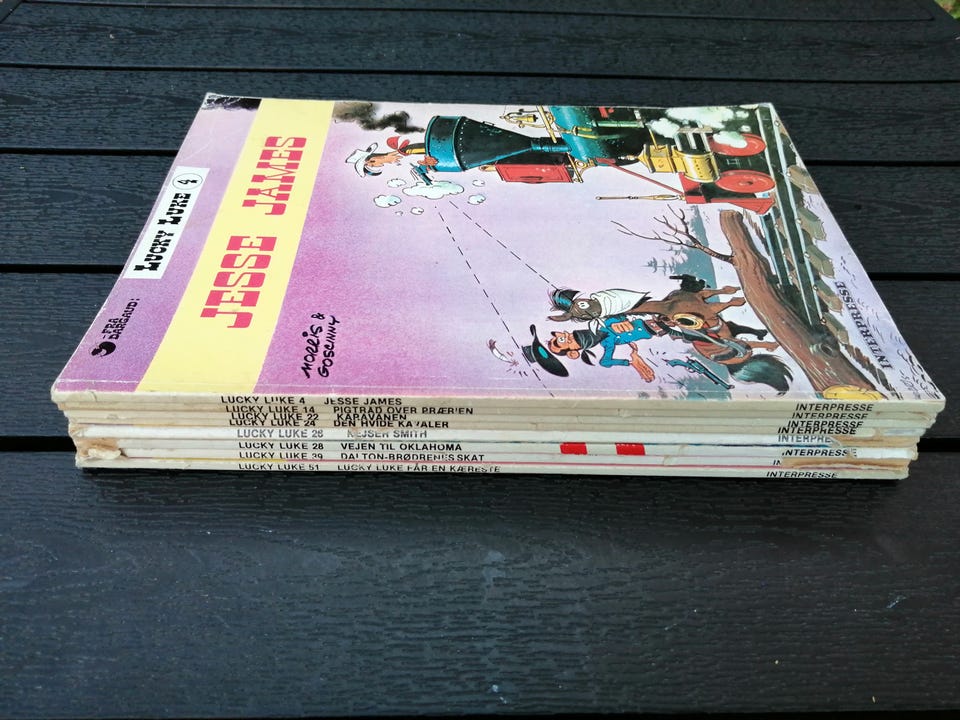 LUCKY LUKE 4
JESSE JAMES
FRA DARGAUD:
MORRIS &
GOSCINNY
INTERPRESSE
LUCKY LUKE 4 JESSE JAMES INTERPRESSE
LUCKY LUKE 14 PIGTRÅD OVER PRÆRIEN INTERPRESSE
LUCKY LUKE 22 KARAVANEN INTERPRESSE
LUCKY LUKE 24 DEN HVIDE KAVALER INTERPRESSE
LUCKY LUKE 26 KEJSER SMITH INTERPRE
LUCKY LUKE 28 VEJEN TIL OKLAHOMA INTERPRESSE
LUCKY LUKE 39 DALTON-BRØDRENES SKAT IN
LUCKY LUKE 51 LUCKY LUKE FÅR EN KÆRESTE INTERPRESSE